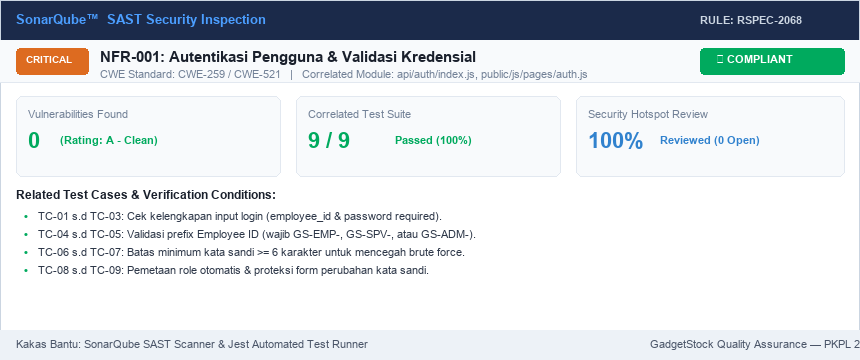 SonarQube™ SAST Security Inspection
RULE: RSPEC-2068
CRITICAL
NFR-001: Autentikasi Pengguna & Validasi Kredensial
CWE Standard: CWE-259 / CWE-521 | Correlated Module: api/auth/index.js, public/js/pages/auth.js
COMPLIANT
Vulnerabilities Found
0 (Rating: A - Clean)
Correlated Test Suite
9 / 9 Passed (100%)
Security Hotspot Review
100% Reviewed (0 Open)
Related Test Cases & Verification Conditions:
• TC-01 s.d TC-03: Cek kelengkapan input login (employee_id & password required).
• TC-04 s.d TC-05: Validasi prefix Employee ID (wajib GS-EMP-, GS-SPV-, atau GS-ADM-).
• TC-06 s.d TC-07: Batas minimum kata sandi >= 6 karakter untuk mencegah brute force.
• TC-08 s.d TC-09: Pemetaan role otomatis & proteksi form perubahan kata sandi.
Kakas Bantu: SonarQube SAST Scanner & Jest Automated Test Runner
GadgetStock Quality Assurance — PKPL 2